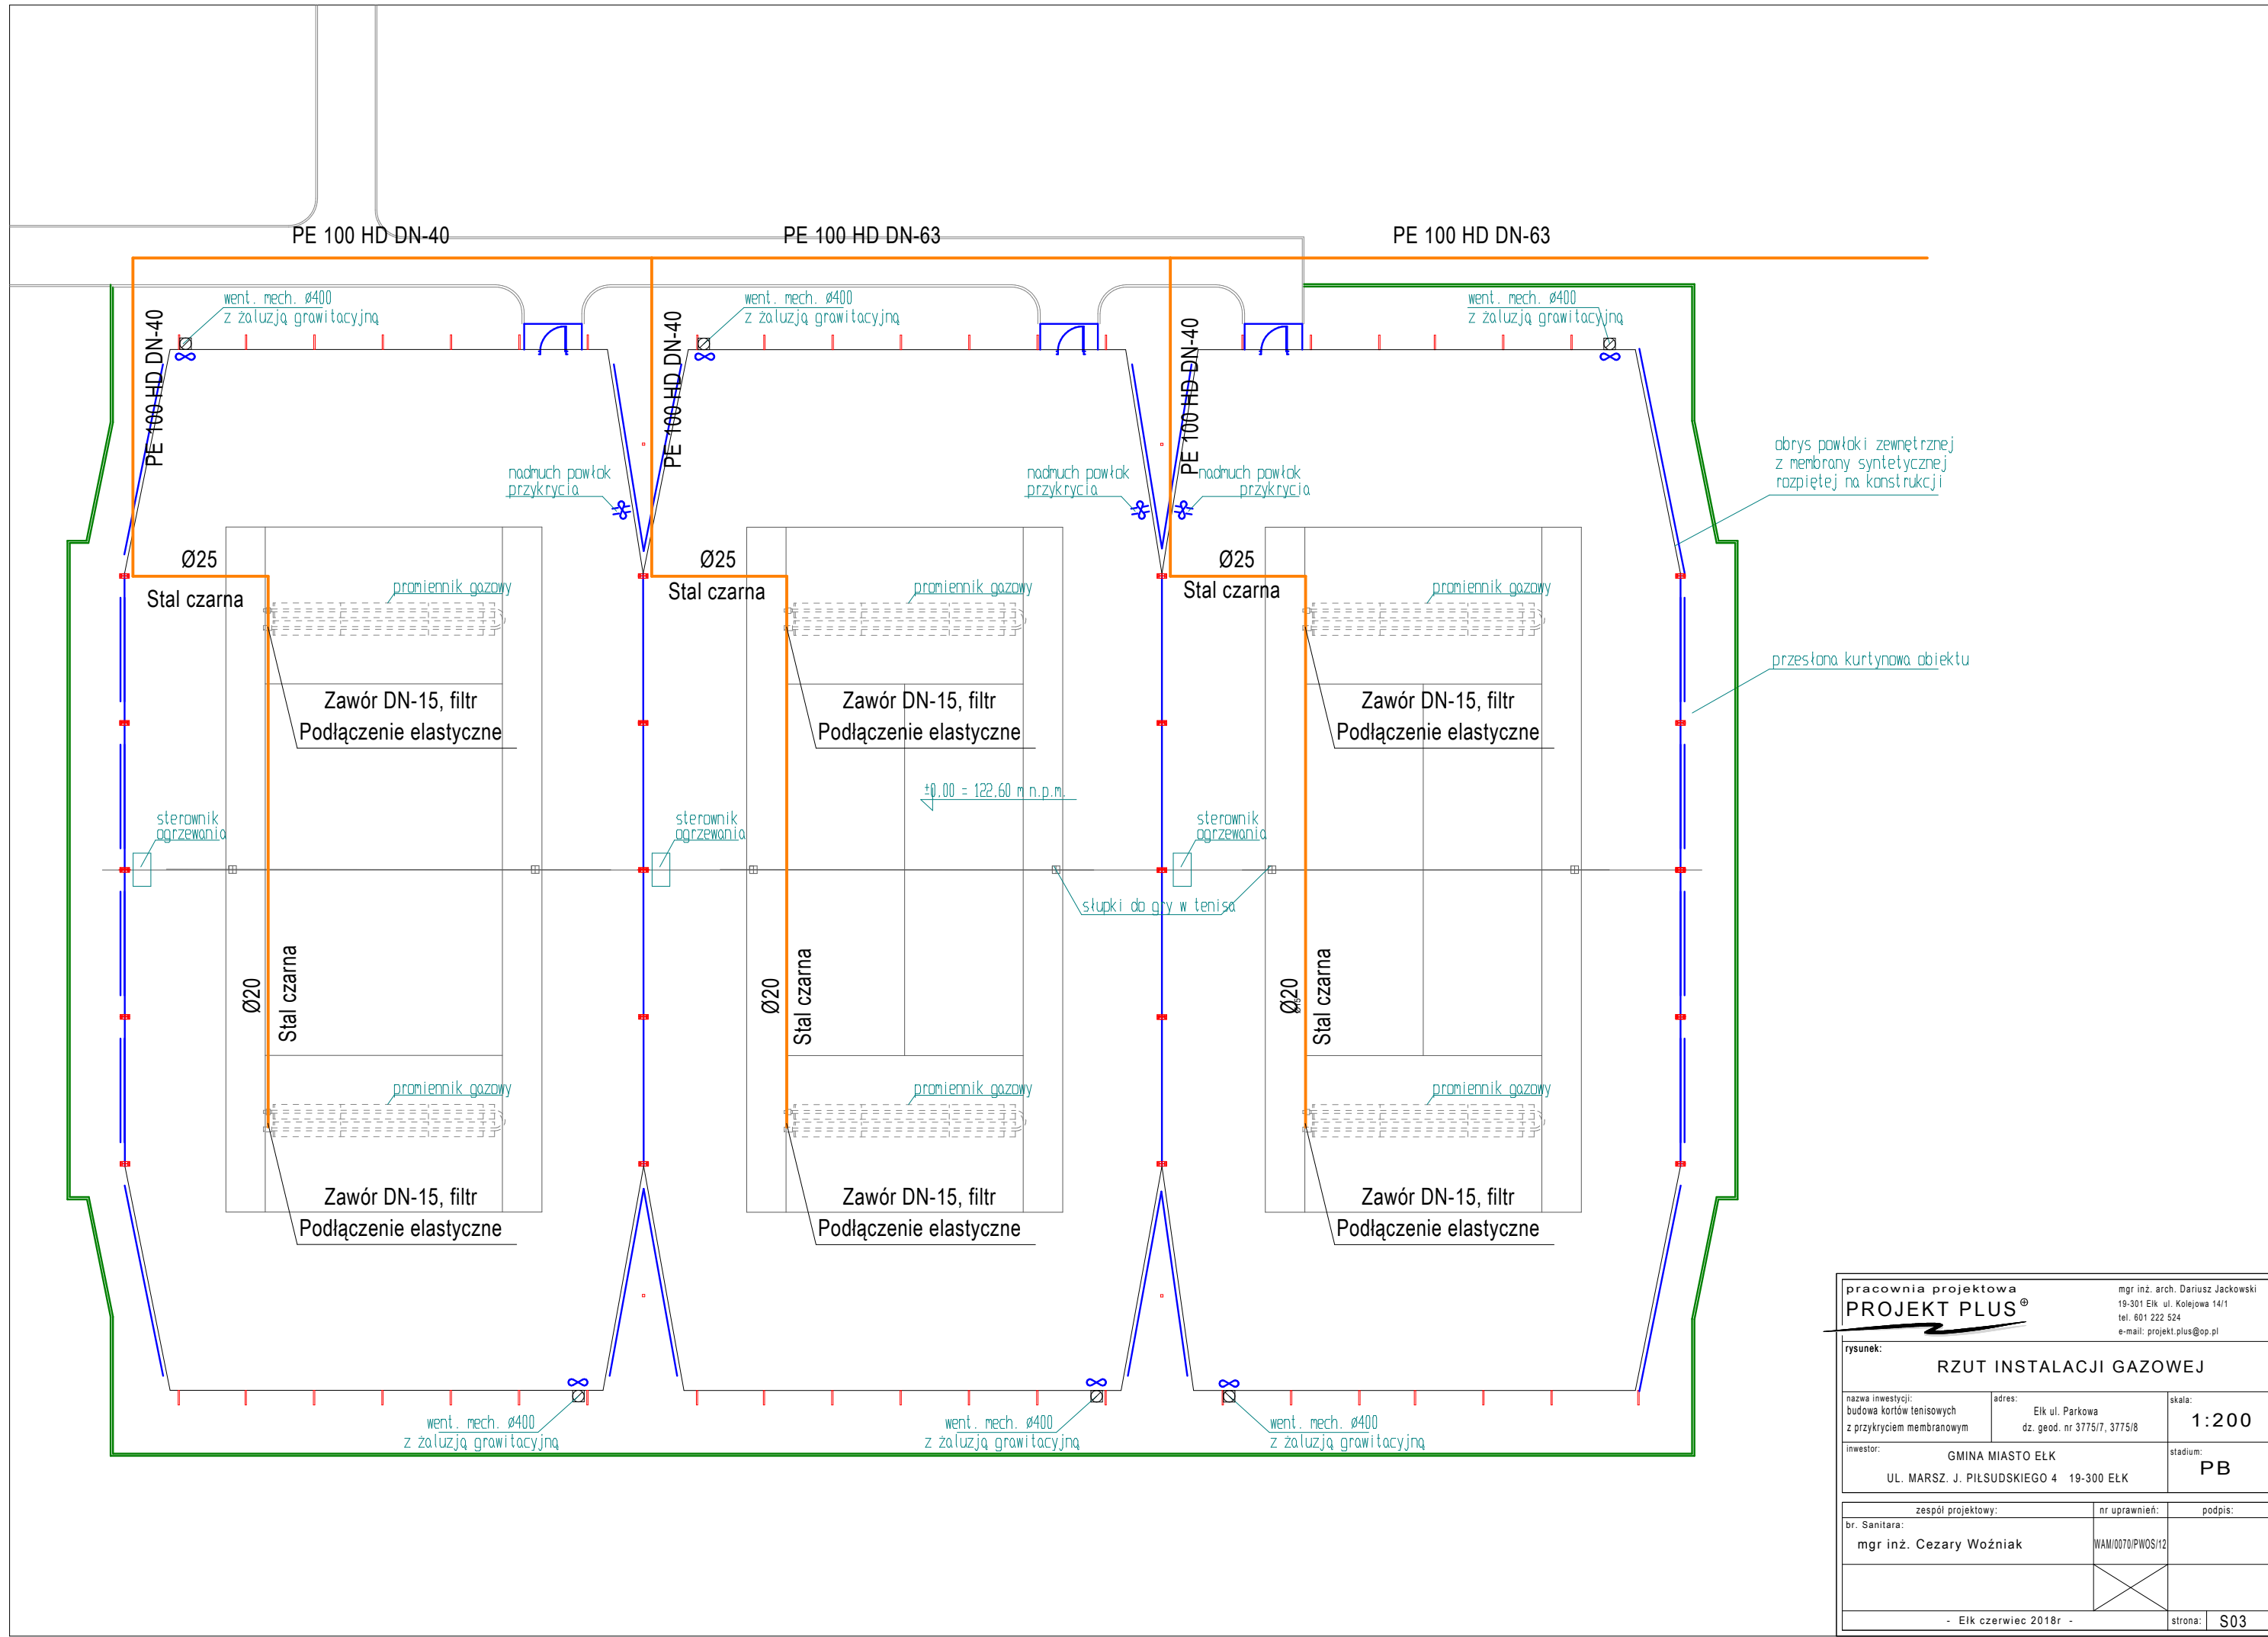 PE 100 HD DN-40
PE 100 HD DN-63
PE 100 HD DN-63
went. mech. Ø400
z żaluzją grawitacyjną
went. mech. Ø400
z żaluzją grawitacyjną
went. mech. Ø400
z żaluzją grawitacyjną
PE 100 HD DN-40
PE 100 HD DN-40
PE 100 HD DN-40
obrys powłoki zewnętrznej
z membrany syntetycznej
rozpiętej na konstrukcji
nadmuch powłok
przykrycia
nadmuch powłok
przykrycia
nadmuch powłok
przykrycia
Ø25
Stal czarna
Ø25
Stal czarna
Ø25
Stal czarna
promiennik gazowy
promiennik gazowy
promiennik gazowy
przesłona kurtynowa obiektu
Zawór DN-15, filtr
Podłączenie elastyczne
Zawór DN-15, filtr
Podłączenie elastyczne
Zawór DN-15, filtr
Podłączenie elastyczne
±0.00 = 122.60 m n.p.m.
sterownik
ogrzewania
sterownik
ogrzewania
sterownik
ogrzewania
słupki do gry w tenisa
Ø20
Stal czarna
Ø20
Stal czarna
Ø20
Stal czarna
promiennik gazowy
promiennik gazowy
promiennik gazowy
Zawór DN-15, filtr
Podłączenie elastyczne
Zawór DN-15, filtr
Podłączenie elastyczne
Zawór DN-15, filtr
Podłączenie elastyczne
went. mech. Ø400
z żaluzją grawitacyjną
went. mech. Ø400
z żaluzją grawitacyjną
went. mech. Ø400
z żaluzją grawitacyjną
pracownia projektowa
PROJEKT PLUS
mgr inż. arch. Dariusz Jackowski
19-301 Ełk ul. Kolejowa 14/1
tel. 601 222 524
e-mail: projekt.plus@op.pl
rysunek:
RZUT INSTALACJI GAZOWEJ
nazwa inwestycji:
budowa kortów tenisowych
z przykryciem membranowym
adres:
Ełk ul. Parkowa
dz. geod. nr 3775/7, 3775/8
skala:
1:200
inwestor:
GMINA MIASTO EŁK
UL. MARSZ. J. PIŁSUDSKIEGO 4 19-300 EŁK
stadium:
PB
zespół projektowy:
nr uprawnień:
podpis:
br. Sanitara:
mgr inż. Cezary Woźniak
WAM/0070/PWOS/12
- Ełk czerwiec 2018r -
strona:
S03